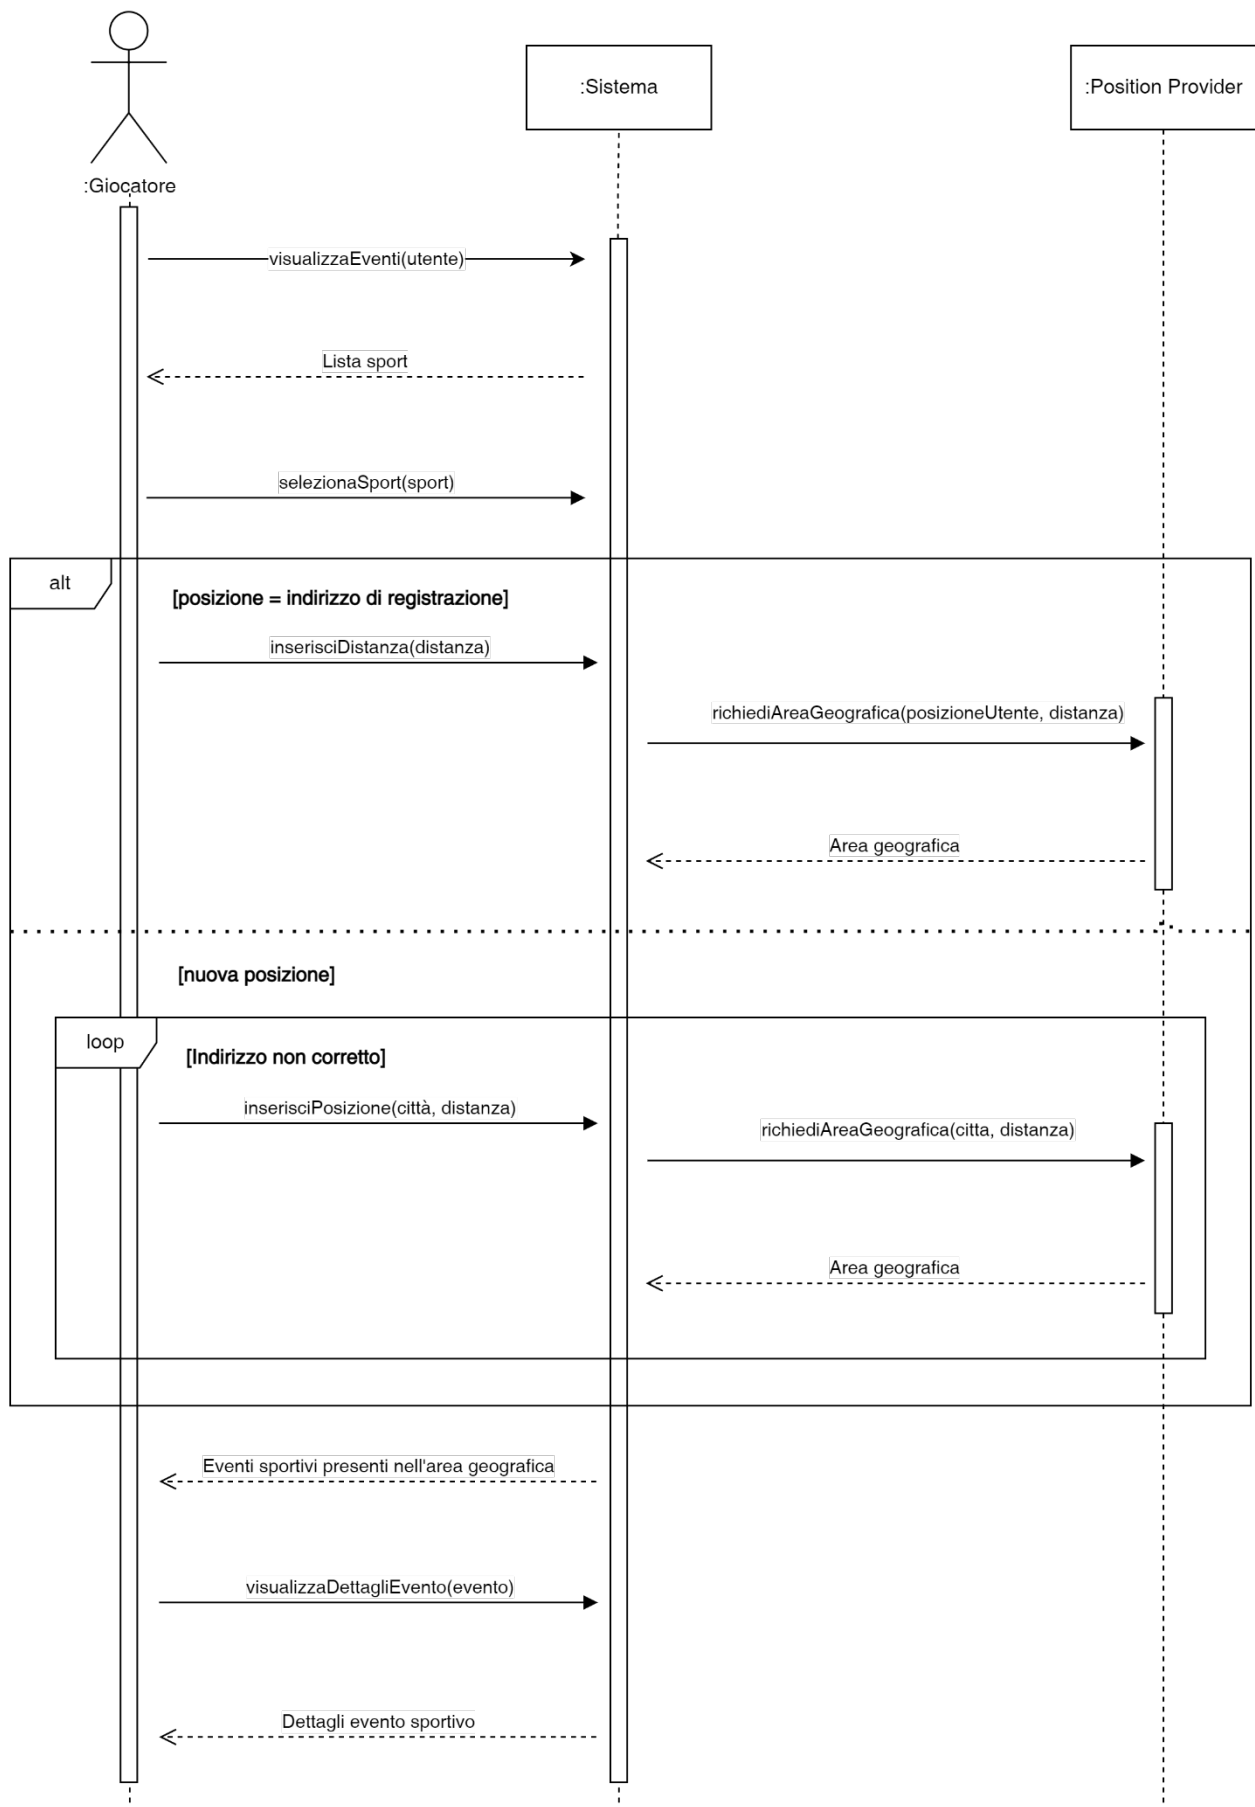 :Sistema
:Position Provider
:Giocatore
visualizzaEventi(utente)
Lista sport
selezionaSport(sport)
alt
[posizione = indirizzo di registrazione]
inserisciDistanza(distanza)
richiediAreaGeografica(posizioneUtente, distanza)
Area geografica
[nuova posizione]
loop
[Indirizzo non corretto]
inserisciPosizione(città, distanza)
richiediAreaGeografica(citta, distanza)
Area geografica
Eventi sportivi presenti nell'area geografica
visualizzaDettagliEvento(evento)
Dettagli evento sportivo